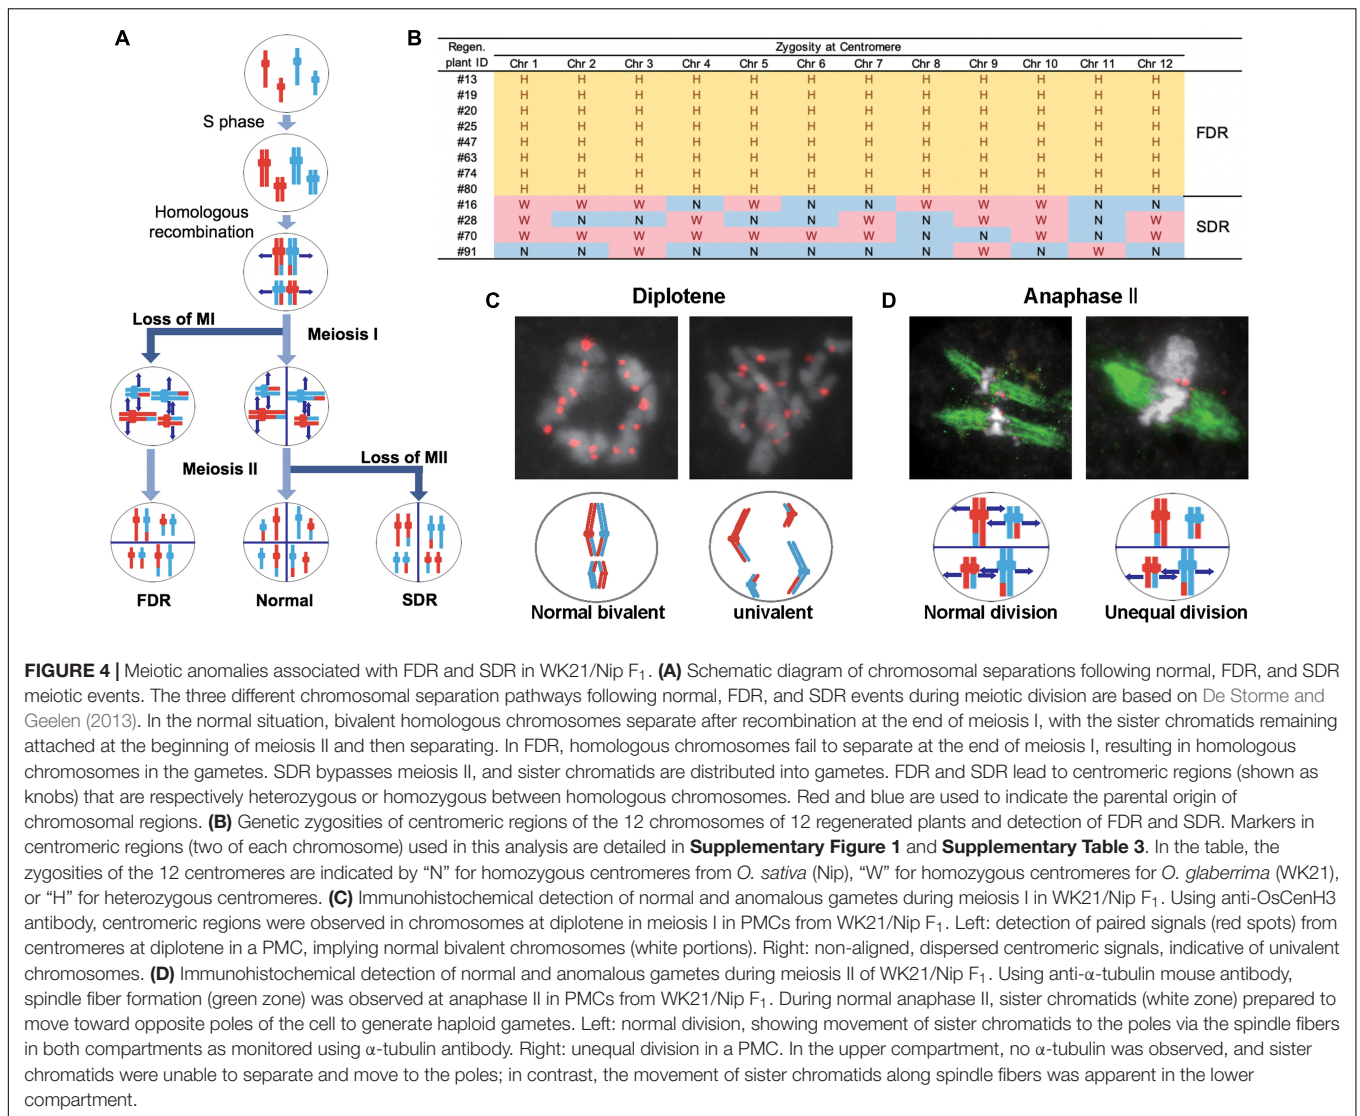 A
S phase
Homologous
recombination
Loss of MI
Meiosis I
Meiosis II
Loss of MII
FDR
Normal
SDR
B
Regen.
plant ID
Zygosity at Centromere
Chr 1 Chr 2 Chr 3 Chr 4 Chr 5 Chr 6 Chr 7 Chr 8 Chr 9 Chr 10 Chr 11 Chr 12
#13 H H H H H H H H H H H H
#19 H H H H H H H H H H H H
#20 H H H H H H H H H H H H
#25 H H H H H H H H H H H H
#47 H H H H H H H H H H H H
#63 H H H H H H H H H H H H
#74 H H H H H H H H H H H H
#80 H H H H H H H H H H H H
FDR
#16 W W W N W N N W W W N N
#28 W N N W N N W N W W N W
#70 W W W W W W W N N W N W
#91 N N W N N N N N W N W N
SDR
C
Diplotene
Normal bivalent
univalent
D
Anaphase II
Normal division
Unequal division
FIGURE 4 | Meiotic anomalies associated with FDR and SDR in WK21/Nip F1. (A) Schematic diagram of chromosomal separations following normal, FDR, and SDR
meiotic events. The three different chromosomal separation pathways following normal, FDR, and SDR events during meiotic division are based on De Storme and
Geelen (2013). In the normal situation, bivalent homologous chromosomes separate after recombination at the end of meiosis I, with the sister chromatids remaining
attached at the beginning of meiosis II and then separating. In FDR, homologous chromosomes fail to separate at the end of meiosis I, resulting in homologous
chromosomes in the gametes. SDR bypasses meiosis II, and sister chromatids are distributed into gametes. FDR and SDR lead to centromeric regions (shown as
knobs) that are respectively heterozygous or homozygous between homologous chromosomes. Red and blue are used to indicate the parental origin of
chromosomal regions. (B) Genetic zygosities of centromeric regions of the 12 chromosomes of 12 regenerated plants and detection of FDR and SDR. Markers in
centromeric regions (two of each chromosome) used in this analysis are detailed in Supplementary Figure 1 and Supplementary Table 3. In the table, the
zygosities of the 12 centromeres are indicated by “N” for homozygous centromeres from O. sativa (Nip), “W” for homozygous centromeres for O. glaberrima (WK21),
or “H” for heterozygous centromeres. (C) Immunohistochemical detection of normal and anomalous gametes during meiosis I in WK21/Nip F1. Using anti-OsCenH3
antibody, centromeric regions were observed in chromosomes at diplotene in meiosis I in PMCs from WK21/Nip F1. Left: detection of paired signals (red spots) from
centromeres at diplotene in a PMC, implying normal bivalent chromosomes (white portions). Right: non-aligned, dispersed centromeric signals, indicative of univalent
chromosomes. (D) Immunohistochemical detection of normal and anomalous gametes during meiosis II of WK21/Nip F1. Using anti-α-tubulin mouse antibody,
spindle fiber formation (green zone) was observed at anaphase II in PMCs from WK21/Nip F1. During normal anaphase II, sister chromatids (white zone) prepared to
move toward opposite poles of the cell to generate haploid gametes. Left: normal division, showing movement of sister chromatids to the poles via the spindle fibers
in both compartments as monitored using α-tubulin antibody. Right: unequal division in a PMC. In the upper compartment, no α-tubulin was observed, and sister
chromatids were unable to separate and move to the poles; in contrast, the movement of sister chromatids along spindle fibers was apparent in the lower
compartment.